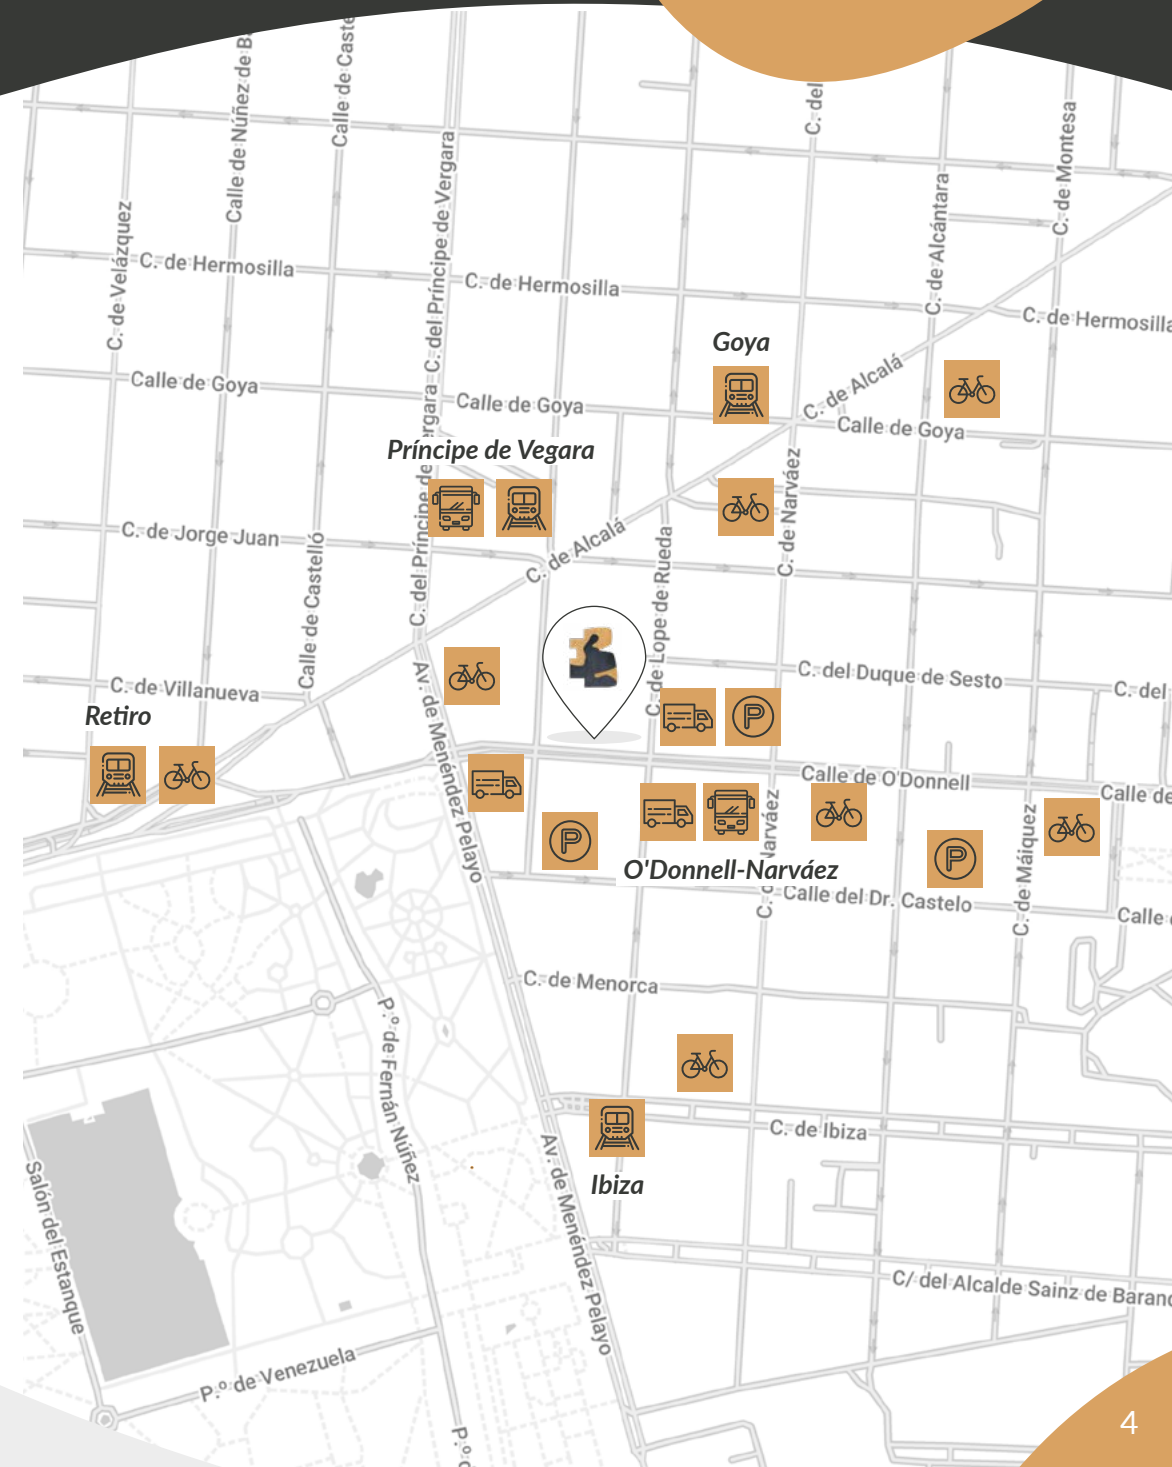 Calle de Núñez de B
Calle de Caste
C. del
C. de Montesa
C. del Príncipe de Vergara
C. de Alcántara
C. de Velázquez
C. de Hermosilla
C. de Hermosilla
C. de Hermosilla
Goya
C. de Alcalá
Calle de Goya
Calle de Goya
Calle de Goya
Príncipe de Vegara
C. del Príncipe de Vergara
C. de Narváez
C. de Jorge Juan
C. de Alcalá
Calle de Castelló
C. de Lope de Rueda
C. de Villanueva
C. del Duque de Sesto
C. del
Retiro
Av. de Menéndez Pelayo
P
Calle de O'Donnell
Calle de
P
P
C. de Narváez
C. de Máiquez
O'Donnell-Narváez
Calle del Dr. Castelo
Calle
C. de Menorca
P.º de Fernán Núñez
C. de Ibiza
Ibiza
Av. de Menéndez Pelayo
Salón del Estanque
C/ del Alcalde Sainz de Baran
P.º de Venezuela
P.º
4